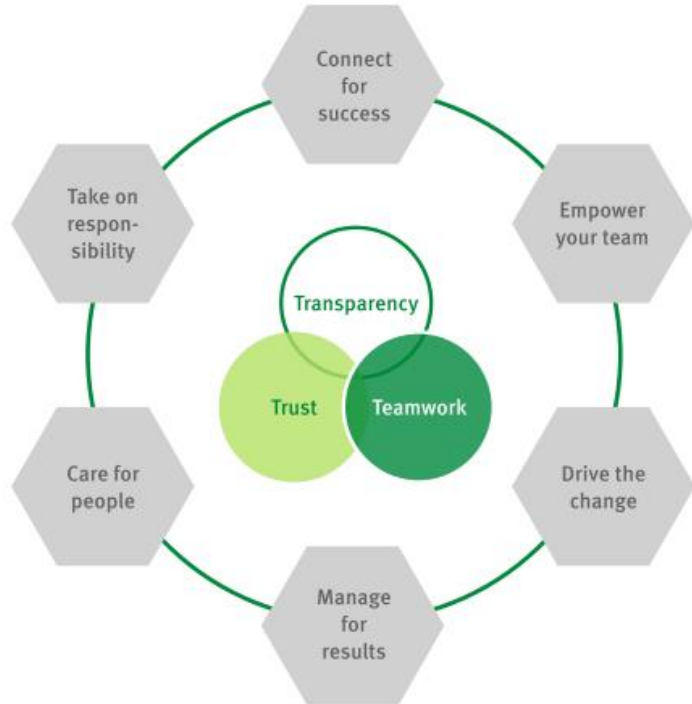 Connect
for
success
Take on
respon-
sibility
Empower
your team
Transparency
Trust
Teamwork
Care for
people
Drive the
change
Manage
for
results